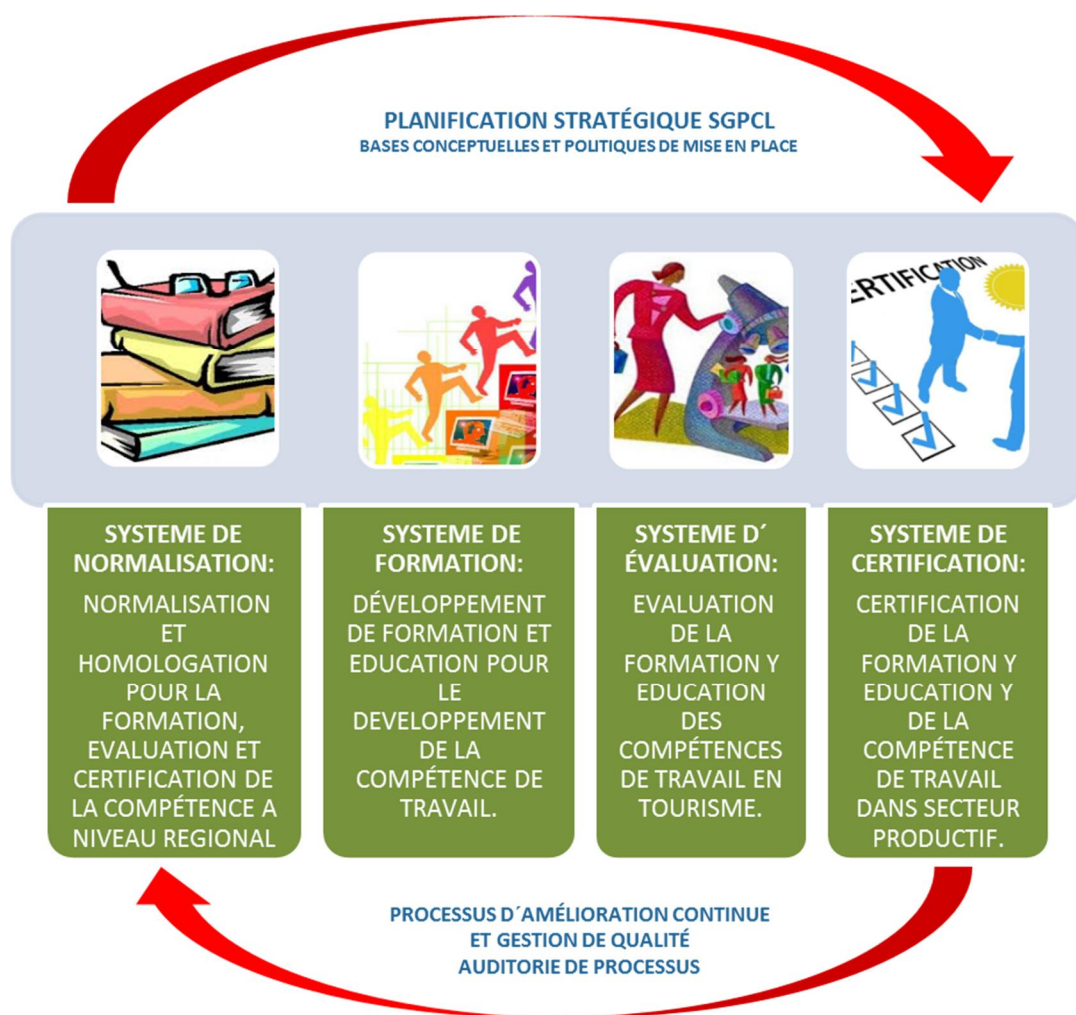 PLANIFICATION STRATÉGIQUE SGPCL
BASES CONCEPTUELLES ET POLITIQUES DE MISE EN PLACE
ERTIFICATION
SYSTEME DE
NORMALISATION:
NORMALISATION
ET
HOMOLOGATION
POUR LA
FORMATION,
EVALUATION ET
CERTIFICATION DE
LA COMPÉTENCE A
NIVEAU REGIONAL
SYSTEME DE
FORMATION:
DÉVELOPPEMENT
DE FORMATION ET
EDUCATION POUR
LE
DEVELOPPEMENT
DE LA
COMPÉTENCE DE
TRAVAIL.
SYSTEME D´
ÉVALUATION:
EVALUATION
DE LA
FORMATION Y
EDUCATION
DES
COMPÉTENCES
DE TRAVAIL EN
TOURISME.
SYSTEME DE
CERTIFICATION:
CERTIFICATION
DE LA
FORMATION Y
EDUCATION Y
DE LA
COMPÉTENCE
DE TRAVAIL
DANS SECTEUR
PRODUCTIF.
PROCESSUS D´AMÉLIORATION CONTINUE
ET GESTION DE QUALITÉ
AUDITORIE DE PROCESSUS